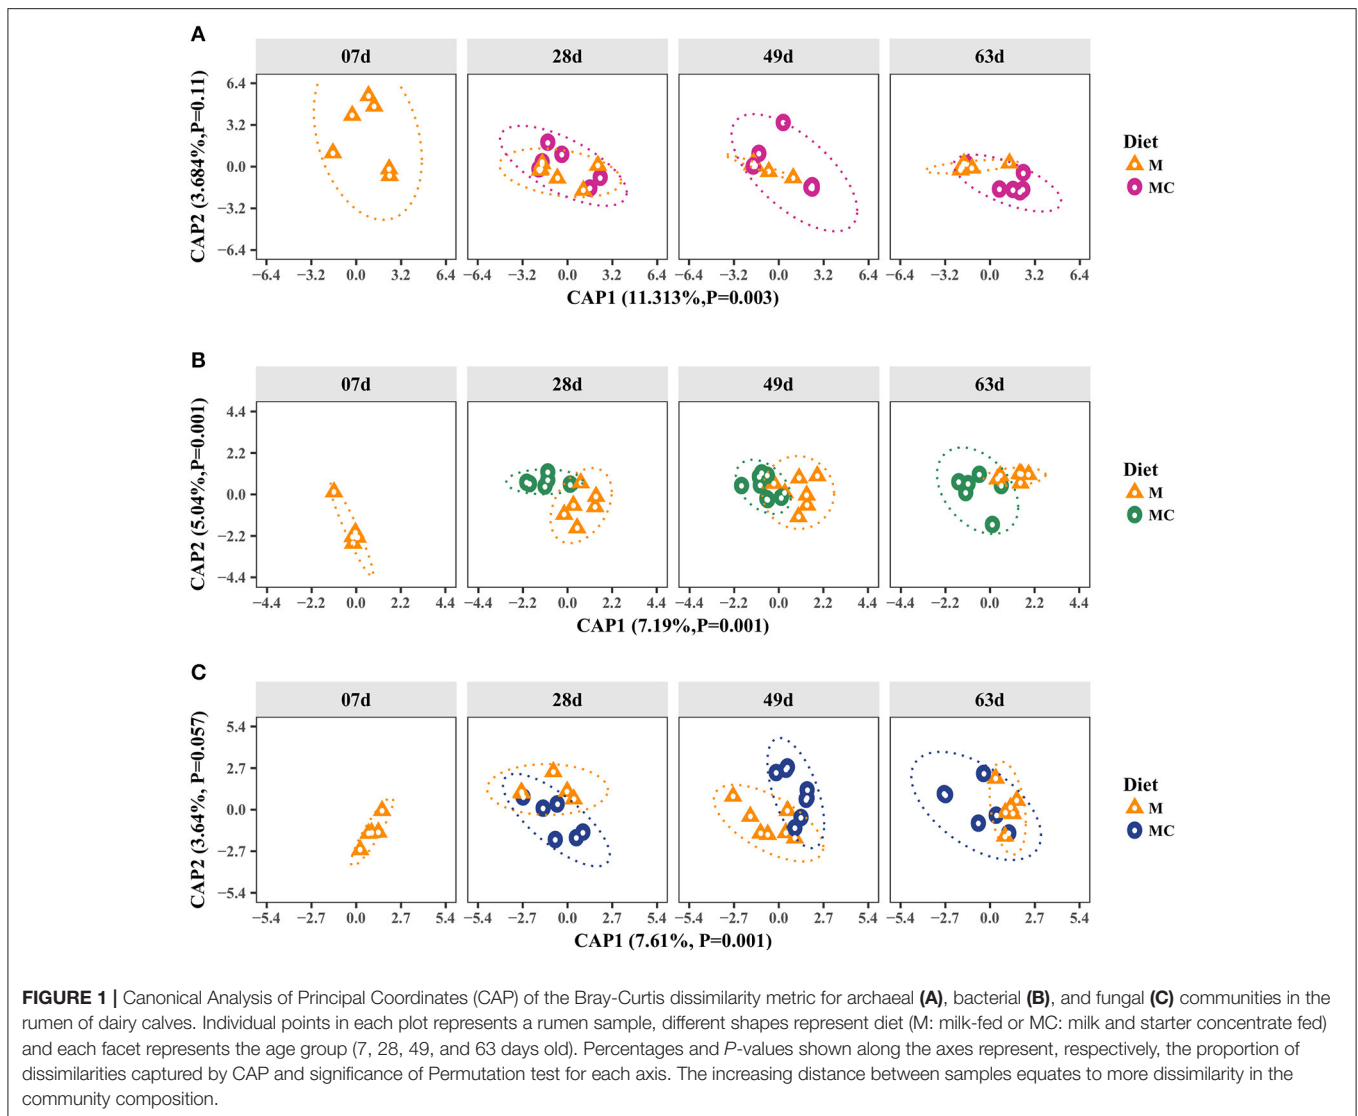 A
07d 28d 49d 63d
CAP2 (3.684%,P=0.11)
6.4
3.2
0.0
−3.2
−6.4
−6.4 −3.2 0.0 3.2 6.4 −6.4 −3.2 0.0 3.2 6.4 −6.4 −3.2 0.0 3.2 6.4 −6.4 −3.2 0.0 3.2 6.4
CAP1 (11.313%,P=0.003)
Diet
M
MC
B
07d 28d 49d 63d
CAP2 (5.04%,P=0.001)
4.4
2.2
0.0
−2.2
−4.4
−4.4 −2.2 0.0 2.2 4.4 −4.4 −2.2 0.0 2.2 4.4 −4.4 −2.2 0.0 2.2 4.4 −4.4 −2.2 0.0 2.2 4.4
CAP1 (7.19%,P=0.001)
Diet
M
MC
C
07d 28d 49d 63d
CAP2 (3.64%, P=0.057)
5.4
2.7
0.0
−2.7
−5.4
−5.4 −2.7 0.0 2.7 5.4 −5.4 −2.7 0.0 2.7 5.4 −5.4 −2.7 0.0 2.7 5.4 −5.4 −2.7 0.0 2.7 5.4
CAP1 (7.61%, P=0.001)
Diet
M
MC
FIGURE 1 | Canonical Analysis of Principal Coordinates (CAP) of the Bray-Curtis dissimilarity metric for archaeal (A), bacterial (B), and fungal (C) communities in the
rumen of dairy calves. Individual points in each plot represents a rumen sample, different shapes represent diet (M: milk-fed or MC: milk and starter concentrate fed)
and each facet represents the age group (7, 28, 49, and 63 days old). Percentages and P-values shown along the axes represent, respectively, the proportion of
dissimilarities captured by CAP and significance of Permutation test for each axis. The increasing distance between samples equates to more dissimilarity in the
community composition.